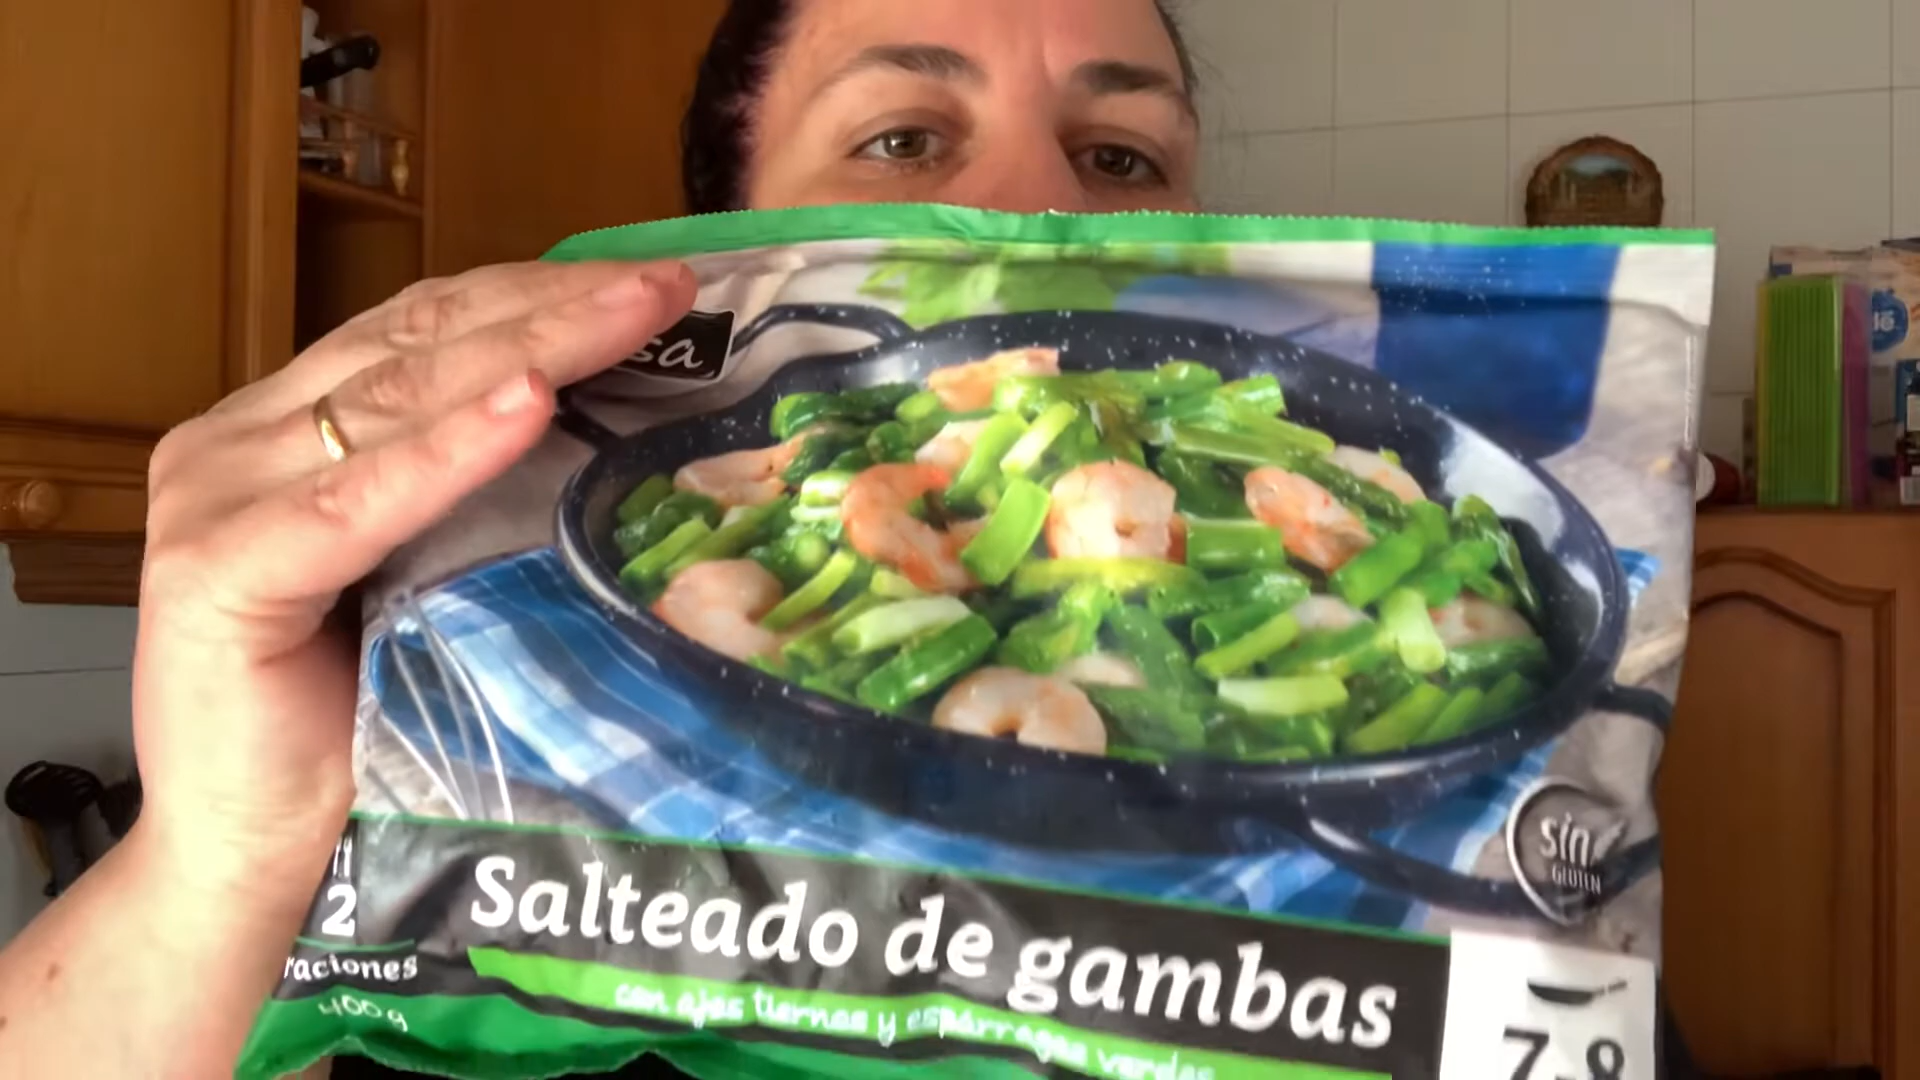 sin
GLUTEN
Salteado de gambas
con ajos tiernos y espárragos verdes
2
raciones
400g
7-8